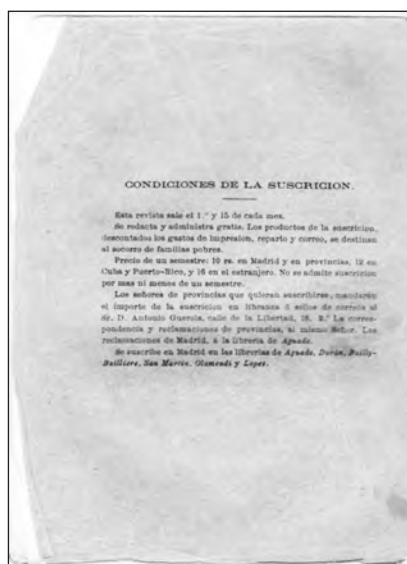 CONDICIONES DE LA SUSCRICION.
Esta revista sale el 1.° y 15 de cada mes.
Se redacta y administra gratis. Los productos de la suscricion,
descontados los gastos de impresion, reparto y correo, se destinan
al socorro de familias pobres.
Precio de un semestre: 10 rs. en Madrid y en provincias, 12 en
Cuba y Puerto-Rico, y 16 en el estranjero. No se admite suscricion
por mas ni menos de un semestre.
Los señores de provincias que quieran suscribirse, mandarán
el importe de la suscricion en libranza ó sellos de correos al
Sr. D. Antonio Guerola, calle de la Libertad, 16, 2.° La corres-
pondencia y reclamaciones de provincias, al mismo Señor. Las
reclamaciones de Madrid, á la librería de Aguado.
Se suscribe en Madrid en las librerías de Aguado, Durán, Bailly-
Bailliere, San Martin, Olamendi y Lopez.